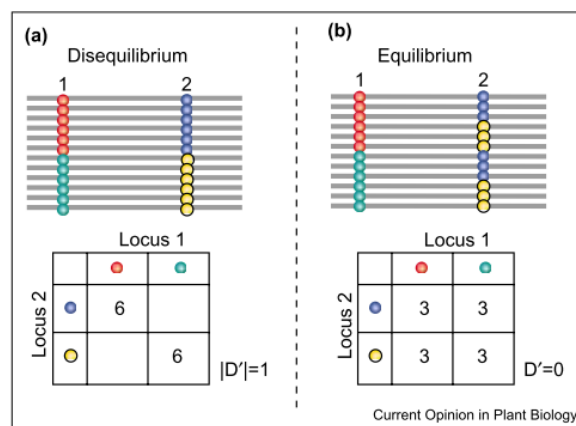 (a)
Disequilibrium
1 2
Locus 1
Locus 2
6
6
|D′|=1
(b)
Equilibrium
1 2
Locus 1
Locus 2
3 3
3 3
D′=0
Current Opinion in Plant Biology